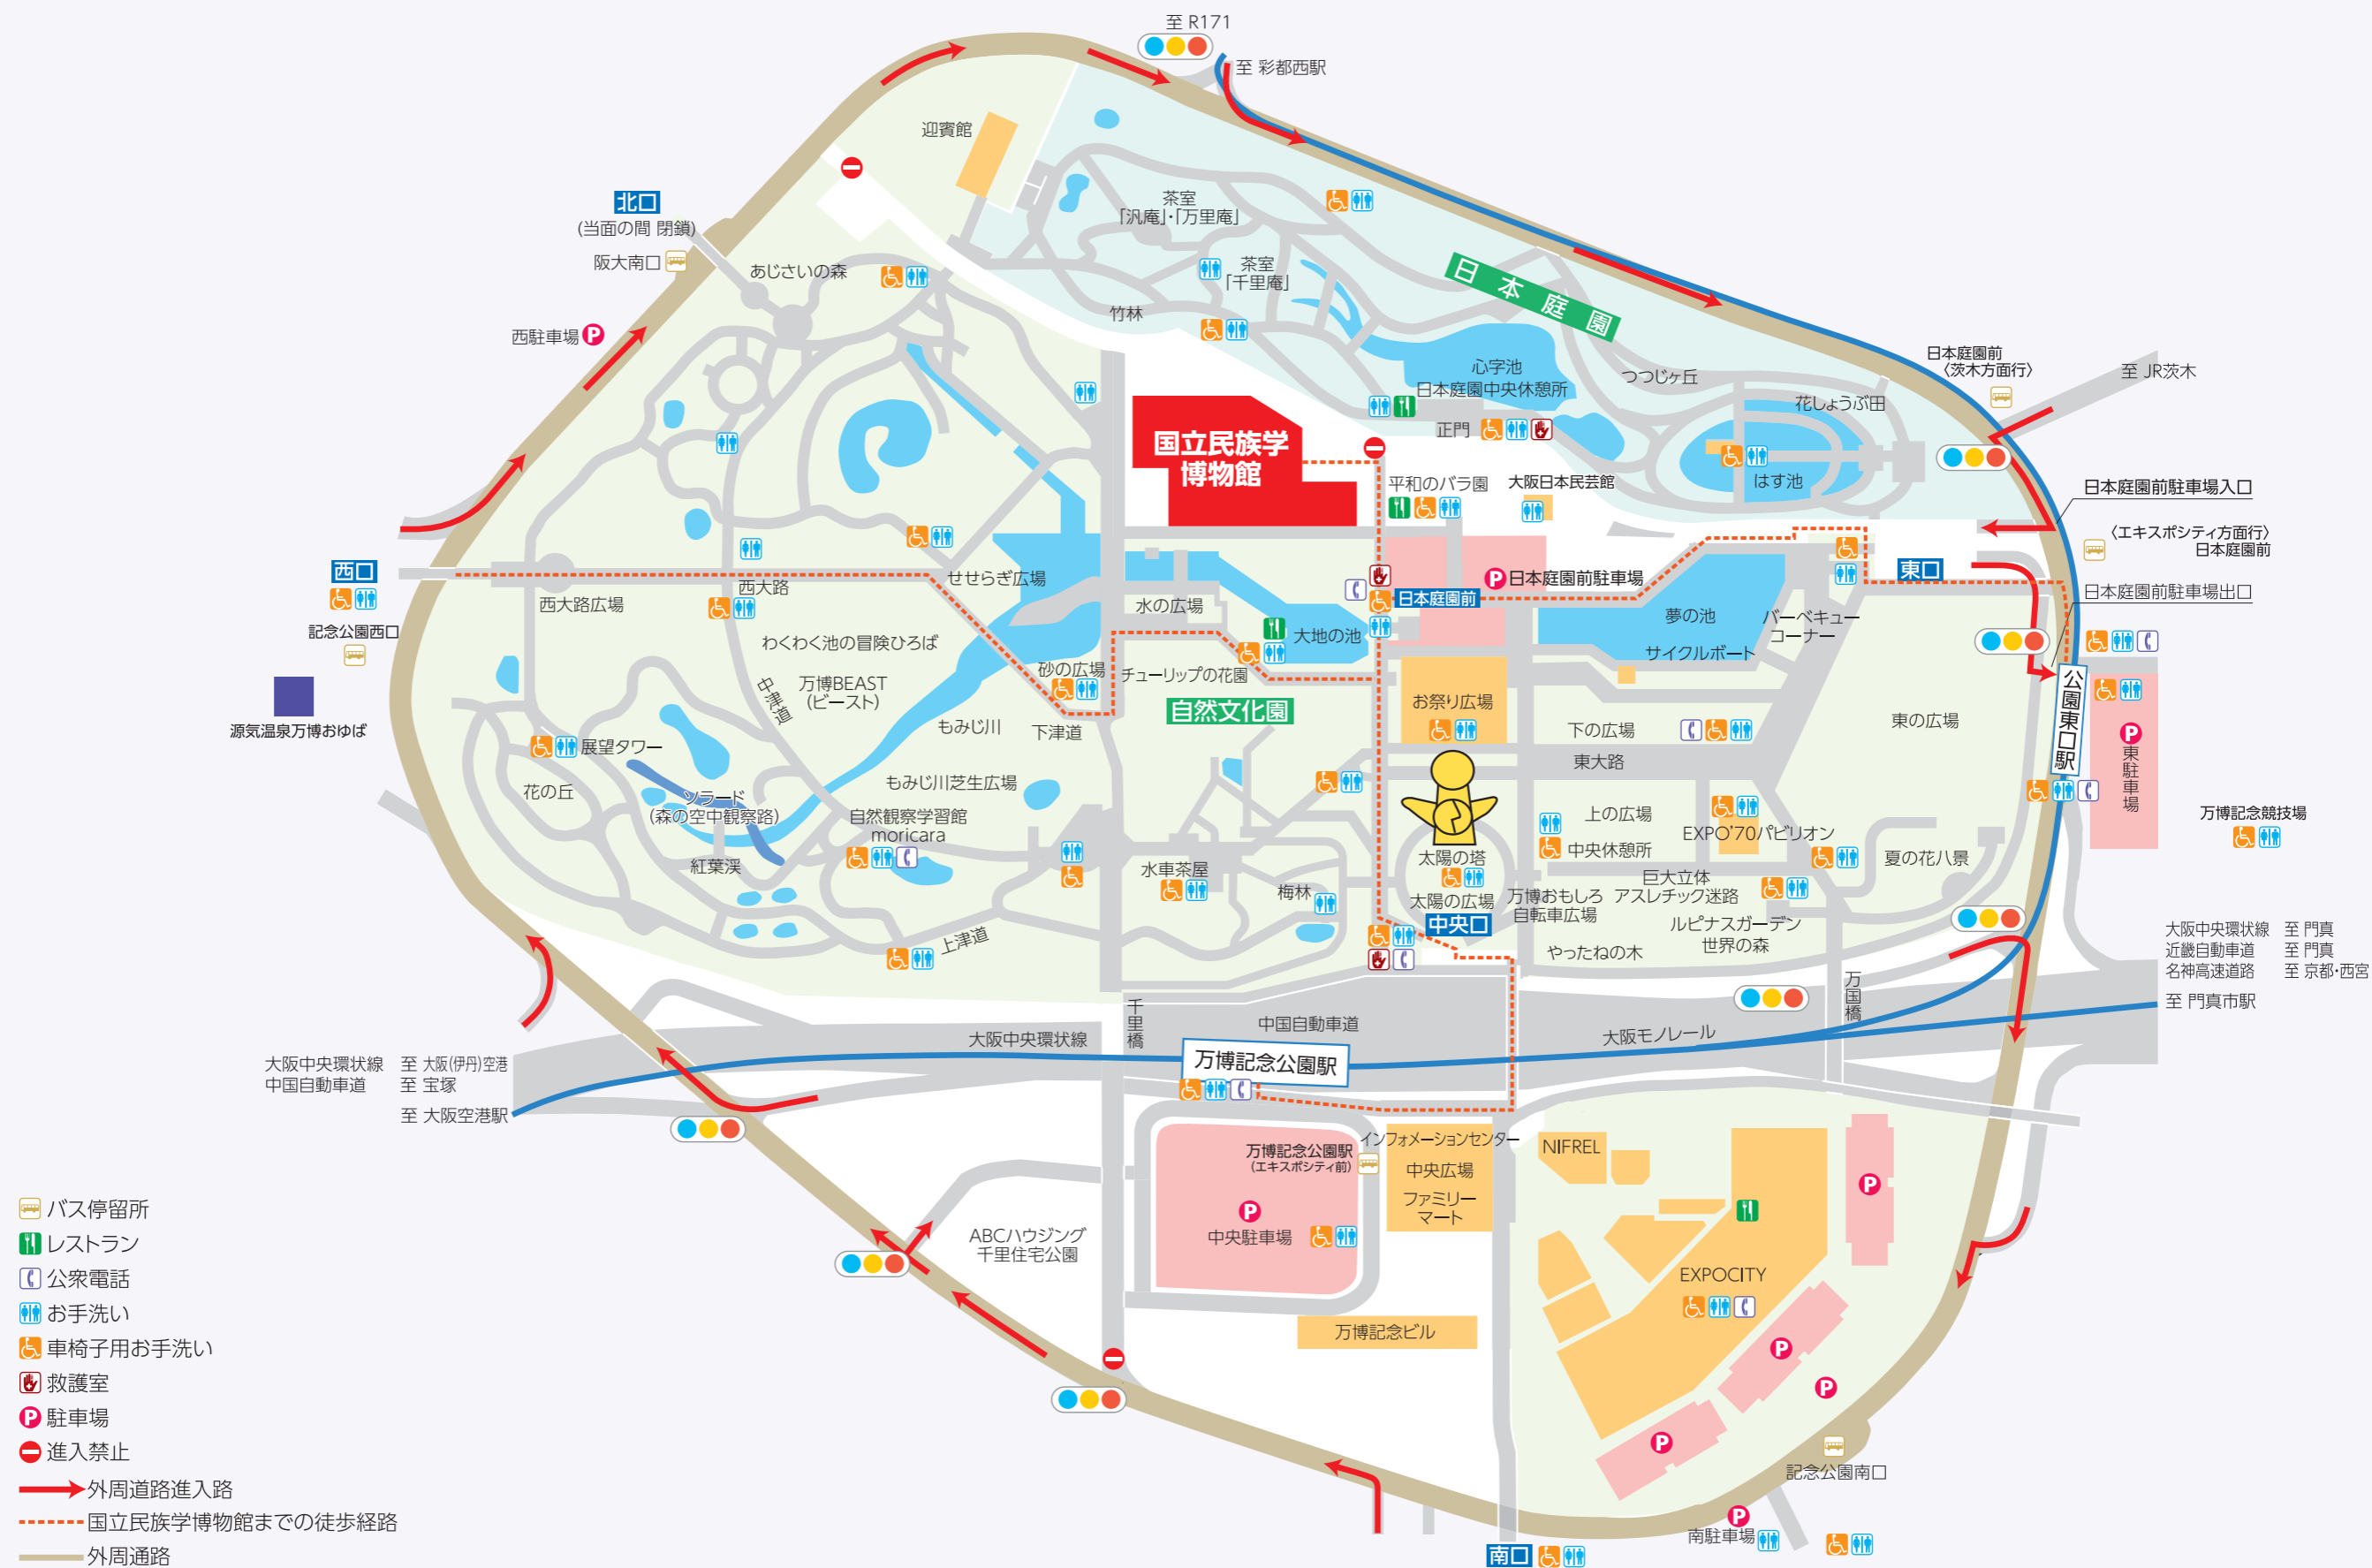 至 R171
至 彩都西駅
迎賓館
茶室
「汎庵」・「万里庵」
北口
(当面の間 閉鎖)
阪大南口
あじさいの森
茶室
「千里庵」
日本庭園
竹林
西駐車場
心字池
日本庭園中央休憩所
つつじヶ丘
日本庭園前
〈茨木方面行〉
至 JR茨木
花しょうぶ田
正門
国立民族学
博物館
平和のバラ園
大阪日本民芸館
はす池
日本庭園前駐車場入口
〈エキスポシティ方面行〉
日本庭園前
西口
東口
せせらぎ広場
日本庭園前駐車場
西大路
西大路広場
水の広場
日本庭園前
日本庭園前駐車場出口
夢の池
バーベキュー
コーナー
記念公園西口
わくわく池の冒険ひろば
大地の池
サイクルボート
砂の広場
チューリップの花園
中津道
万博BEAST
(ビースト)
自然文化園
お祭り広場
公園東口駅
源気温泉万博おゆば
もみじ川
下津道
下の広場
東の広場
展望タワー
東大路
東駐車場
もみじ川芝生広場
花の丘
ソラード
(森の空中観察路)
自然観察学習館
moricara
上の広場
EXPO'70パビリオン
万博記念競技場
紅葉渓
水車茶屋
太陽の塔
中央休憩所
夏の花八景
梅林
太陽の広場
万博おもしろ
自転車広場
巨大立体
アスレチック迷路
中央口
ルピナスガーデン
世界の森
上津道
やったねの木
大阪中央環状線 至 門真
近畿自動車道 至 門真
名神高速道路 至 京都・西宮
至 門真市駅
千里橋
万国橋
中国自動車道
大阪中央環状線
大阪モノレール
万博記念公園駅
大阪中央環状線 至 大阪(伊丹)空港
中国自動車道 至 宝塚
至 大阪空港駅
万博記念公園駅
(エキスポシティ前)
インフォメーションセンター
中央広場
ファミリー
マート
NIFREL
中央駐車場
ABCハウジング
千里住宅公園
EXPOCITY
万博記念ビル
記念公園南口
南駐車場
南口
バス停留所
レストラン
公衆電話
お手洗い
車椅子用お手洗い
救護室
P 駐車場
進入禁止
外周道路進入路
国立民族学博物館までの徒歩経路
外周通路